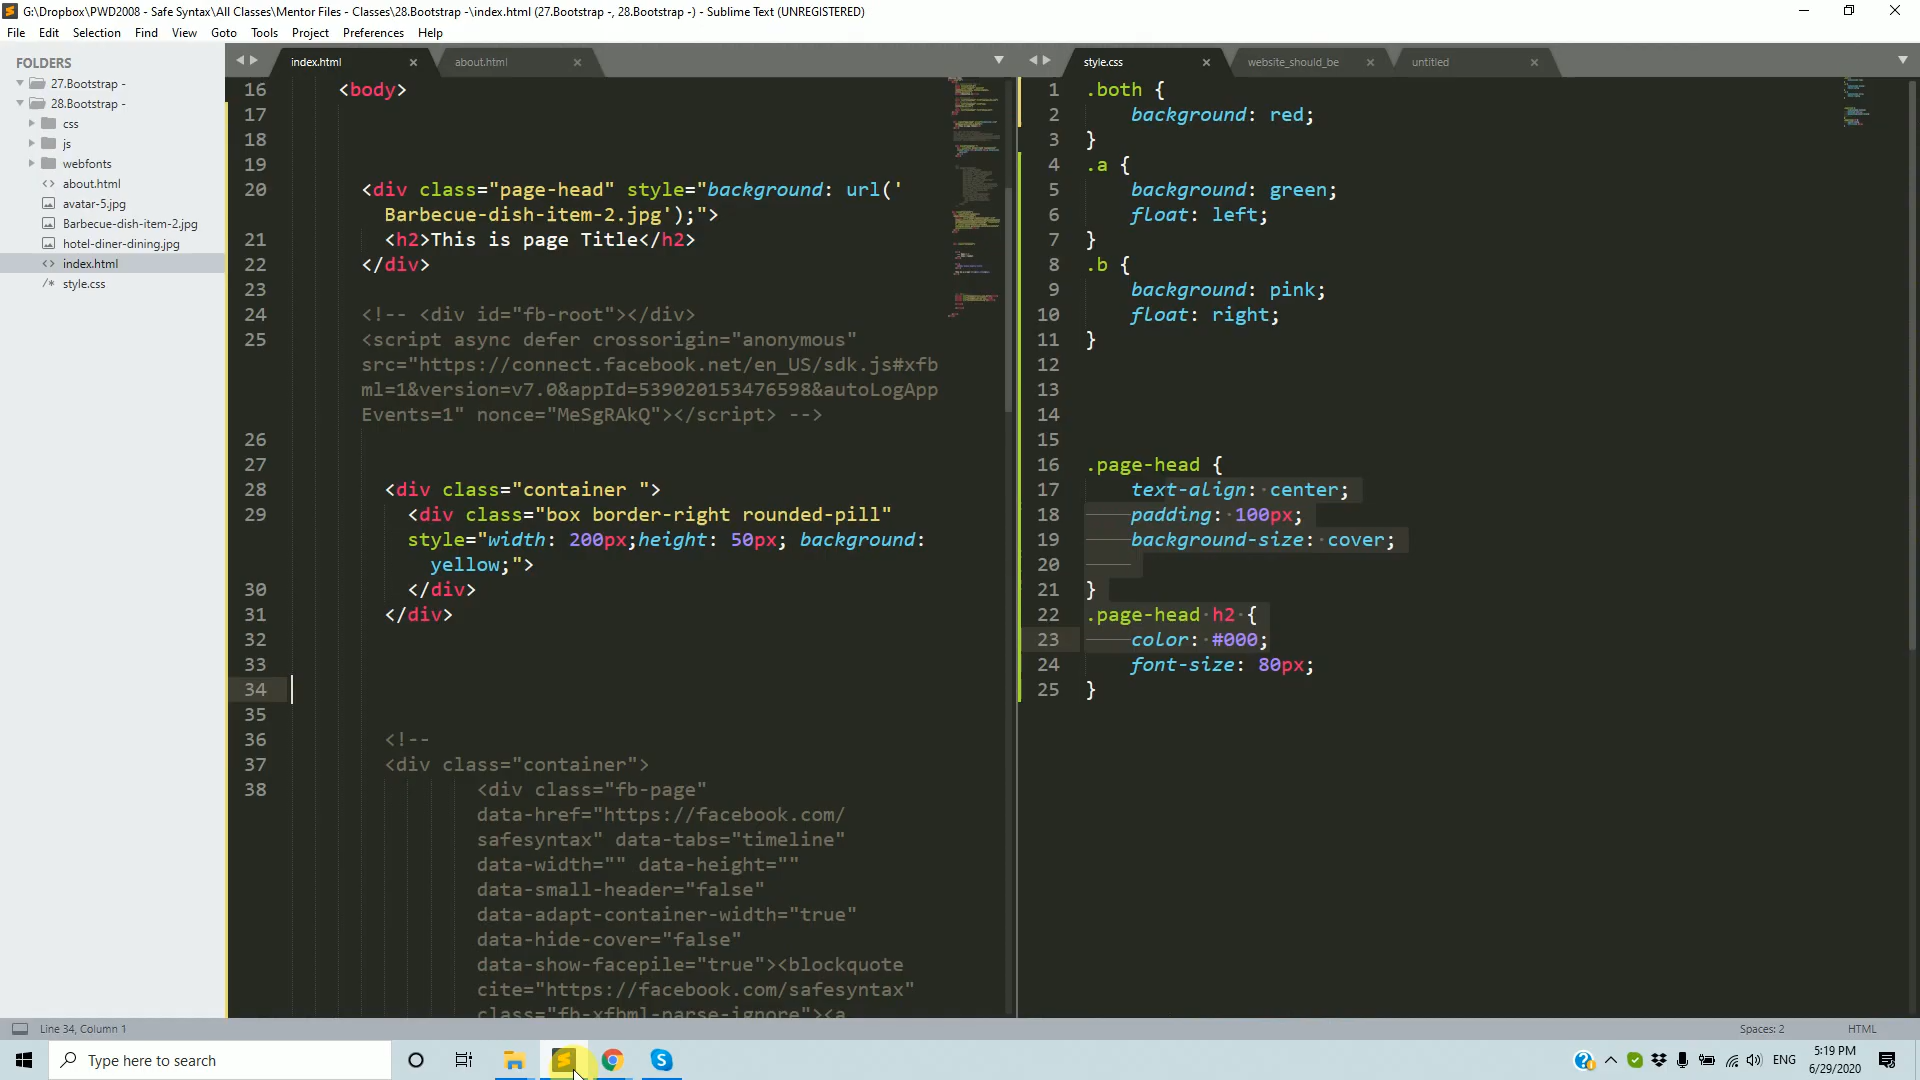 G:\Dropbox\PWD2008 - Safe Syntax\All Classes\Mentor Files - Classes\28.Bootstrap -\index.html (27.Bootstrap -, 28.Bootstrap -) - Sublime Text (UNREGISTERED)
File Edit Selection Find View Goto Tools Project Preferences Help
FOLDERS
27.Bootstrap -
28.Bootstrap -
css
js
webfonts
about.html
avatar-5.jpg
Barbecue-dish-item-2.jpg
hotel-diner-dining.jpg
index.html
style.css
index.html about.html
16 <body>
17
18
19
20 <div class="page-head" style="background: url('
Barbecue-dish-item-2.jpg');">
21 <h2>This is page Title</h2>
22 </div>
23
24 <!-- <div id="fb-root"></div>
25 <script async defer crossorigin="anonymous"
src="https://connect.facebook.net/en_US/sdk.js#xfb
ml=1&version=v7.0&appId=539020153476598&autoLogApp
Events=1" nonce="MeSgRAkQ"></script> -->
26
27
28 <div class="container ">
29 <div class="box border-right rounded-pill"
style="width: 200px;height: 50px; background:
yellow;">
30 </div>
31 </div>
32
33
34
35
36 <!--
37 <div class="container">
38 <div class="fb-page"
data-href="https://facebook.com/
safesyntax" data-tabs="timeline"
data-width="" data-height=""
data-small-header="false"
data-adapt-container-width="true"
data-hide-cover="false"
data-show-facepile="true"><blockquote
cite="https://facebook.com/safesyntax"
class="fb-xfbml-parse-ignore"><a
style.css website_should_be untitled
1 .both {
2 background: red;
3 }
4 .a {
5 background: green;
6 float: left;
7 }
8 .b {
9 background: pink;
10 float: right;
11 }
12
13
14
15
16 .page-head {
17 text-align: center;
18 padding: 100px;
19 background-size: cover;
20
21 }
22 .page-head h2 {
23 color: #000;
24 font-size: 80px;
25 }
Line 34, Column 1
Spaces: 2 HTML
Type here to search
ENG
5:19 PM
6/29/2020